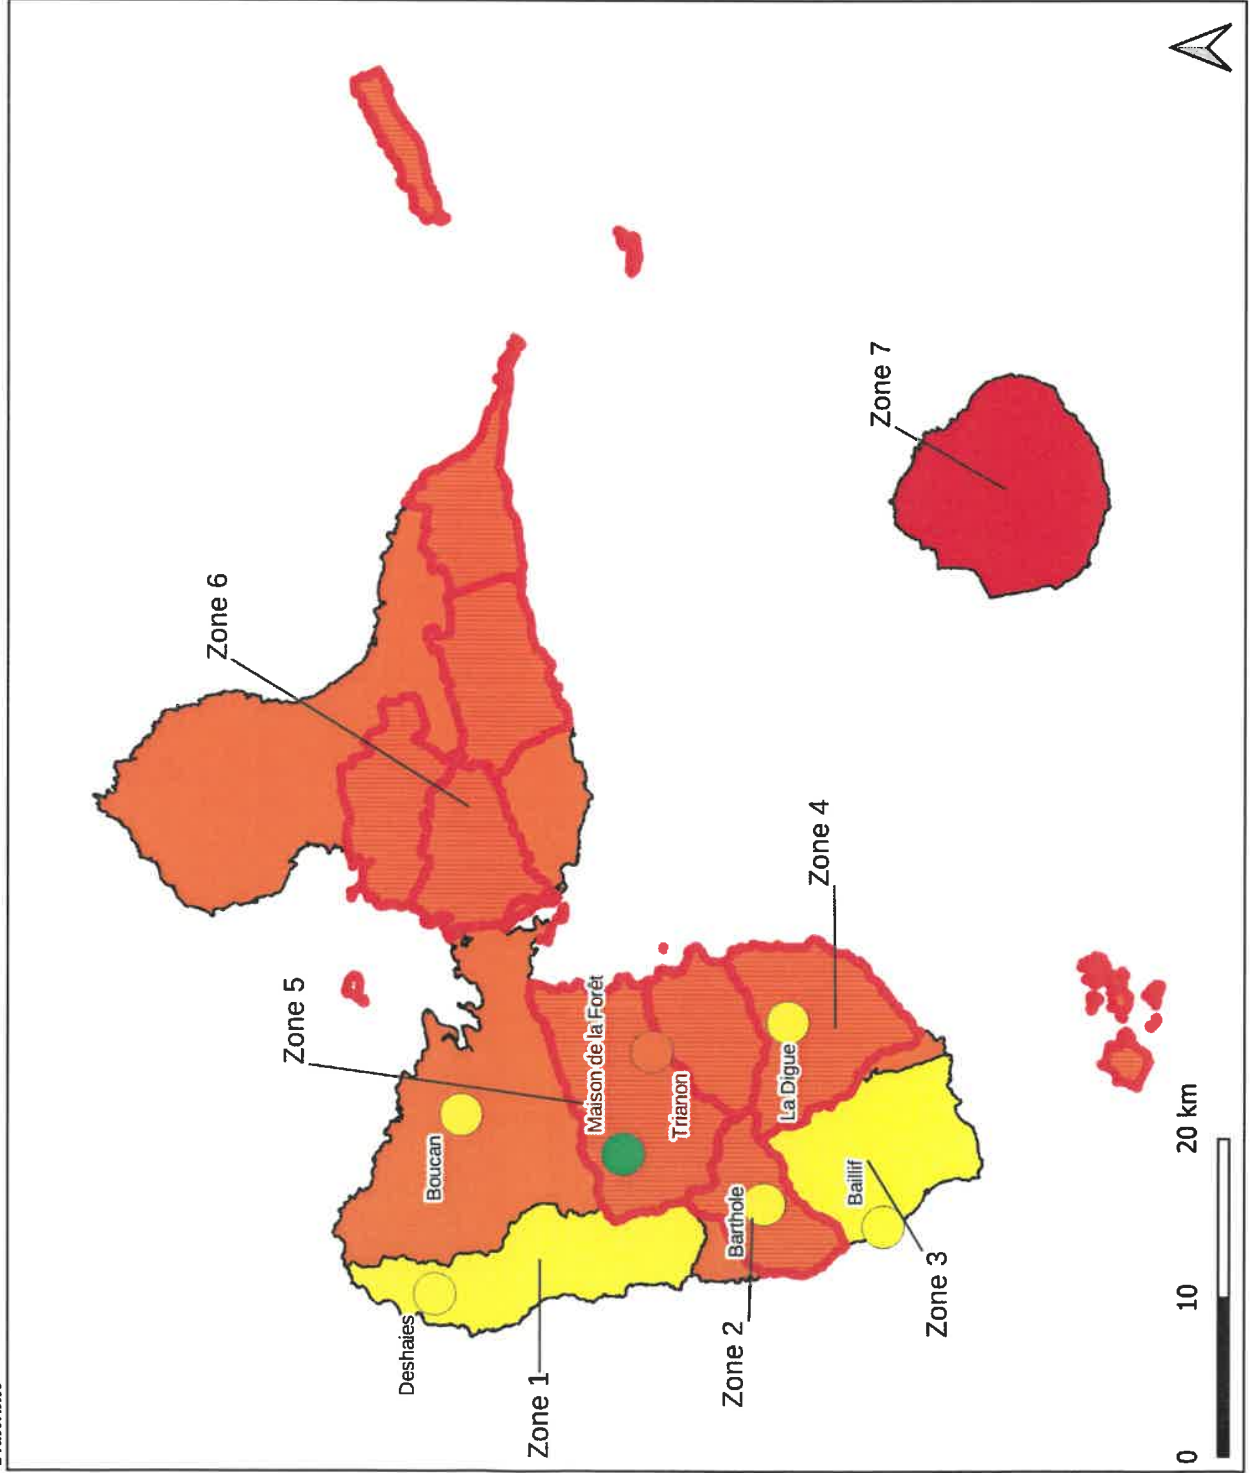 Zone 6
Zone 7
Zone 5
Zone 4
Maison de la Forêt
Boucan
Trianon
La Digue
Deshaies
Barthole
Baillif
Zone 1
Zone 2
Zone 3
0 10 20 km